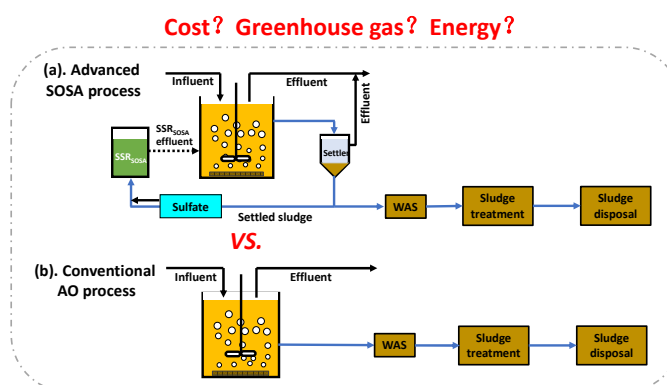 Cost? Greenhouse gas? Energy?
(a). Advanced
SOSA process
Influent
Effluent
Effluent
SSRSOSA
effluent
SSRSOSA
Settler
Sulfate
Settled sludge
WAS
Sludge
treatment
Sludge
disposal
VS.
(b). Conventional
AO process
Influent
Effluent
WAS
Sludge
treatment
Sludge
disposal